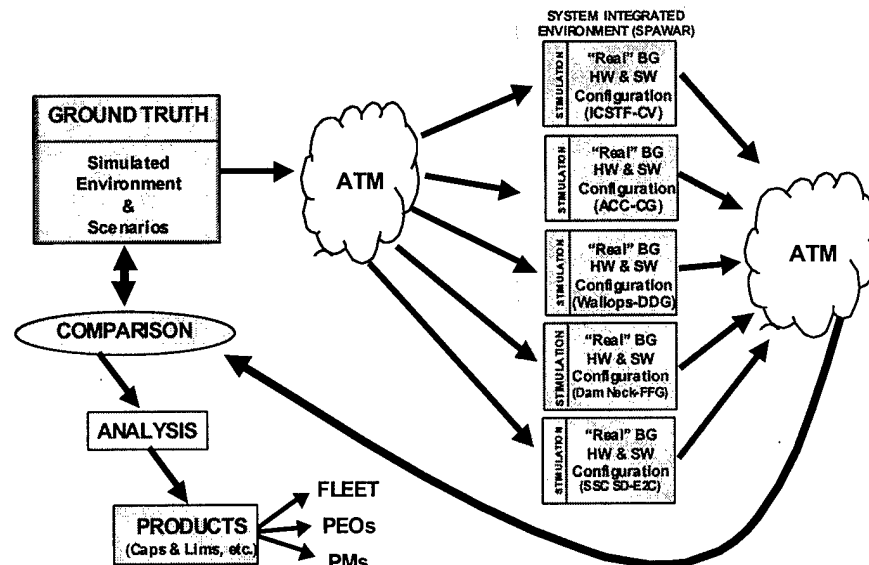 SYSTEM INTEGRATED
ENVIRONMENT (SPAWAR)
GROUND TRUTH
Simulated
Environment
&
Scenarios
COMPARISON
ANALYSIS
PRODUCTS
(Caps & Lims, etc.)
FLEET
PEOs
PMs
ATM
STIMULATION
"Real" BG
HW & SW
Configuration
(ICSTF-CV)
STIMULATION
"Real" BG
HW & SW
Configuration
(ACC-CG)
STIMULATION
"Real" BG
HW & SW
Configuration
(Wallops-DDG)
STIMULATION
"Real" BG
HW & SW
Configuration
(Dam Neck-FFG)
STIMULATION
"Real" BG
HW & SW
Configuration
(SSC SD-E2C)
ATM